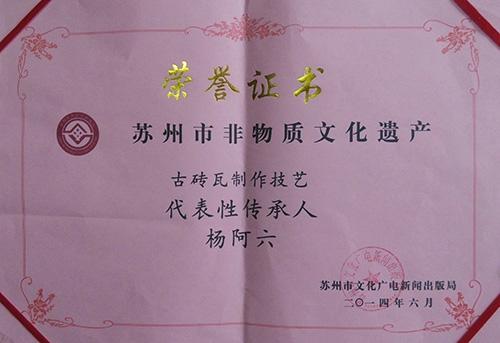 荣誉证书
苏州市非物质文化遗产
古砖瓦制作技艺
代表性传承人
杨阿六
苏州市文化广电新闻出版局
二〇一四年六月